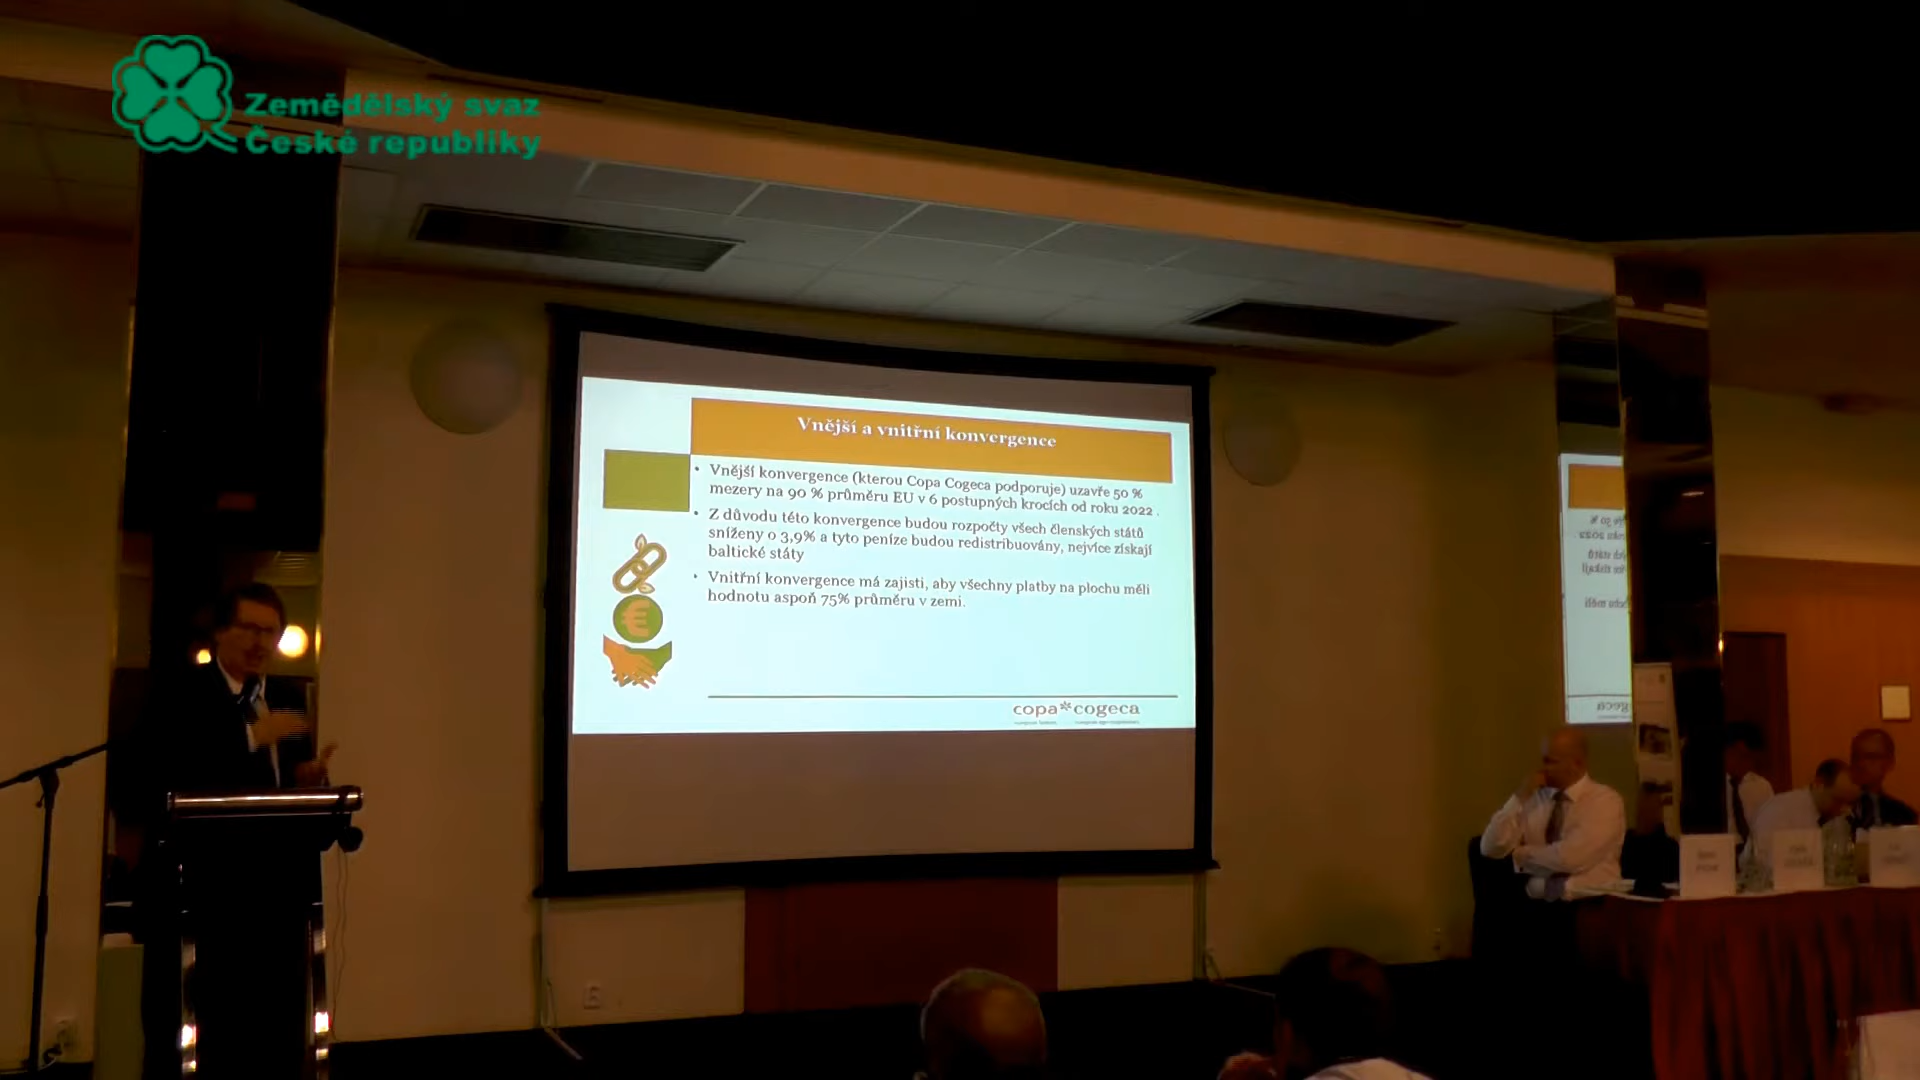 Zemědělský svaz
České republiky
Vnější a vnitřní konvergence
• Vnější konvergence (kterou Copa Cogeca podporuje) uzavře 50 %
mezery na 90 % průměru EU v 6 postupných krocích od roku 2022 .
• Z důvodu této konvergence budou rozpočty všech členských států
sníženy o 3,9% a tyto peníze budou redistribuovány, nejvíce získají
baltické státy
• Vnitřní konvergence má zajisti, aby všechny platby na plochu měli
hodnotu aspoň 75% průměru v zemi.
€
copa*cogeca